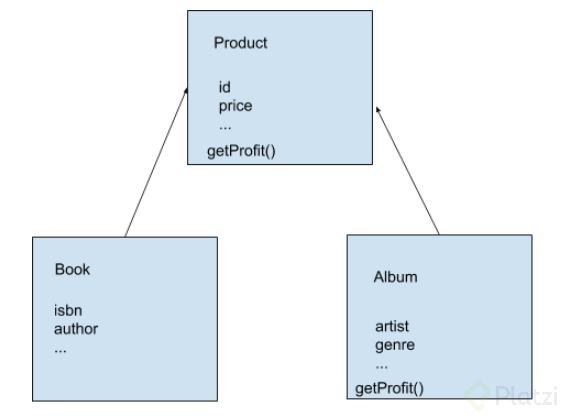 Product
id
price
...
getProfit()
Book
isbn
author
...
Album
artist
genre
...
getProfit()
Platzi